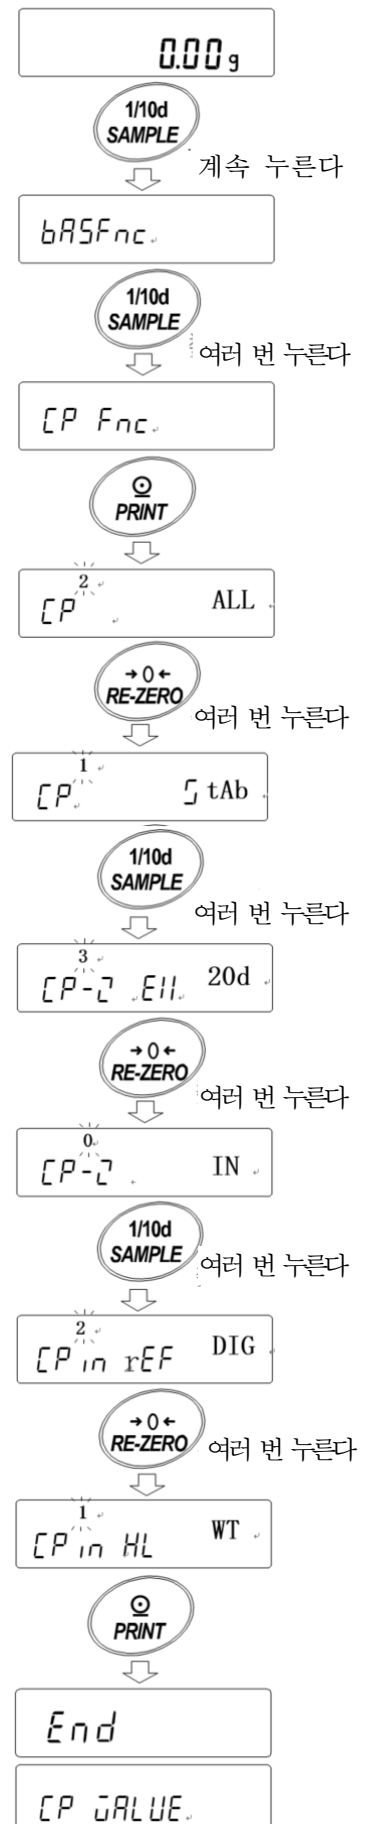 0.00 g
1/10d
SAMPLE
계속 누른다
bASFnc
1/10d
SAMPLE
여러 번 누른다
CP Fnc
PRINT
2
CP ALL
→0←
RE-ZERO
여러 번 누른다
1
CP StAb
1/10d
SAMPLE
여러 번 누른다
3
CP-2 20d
→0←
RE-ZERO
여러 번 누른다
0
CP-2 IN
1/10d
SAMPLE
여러 번 누른다
2
CP in rEF DIG
→0←
RE-ZERO
여러 번 누른다
1
CP in HL WT
PRINT
End
CP VALUE